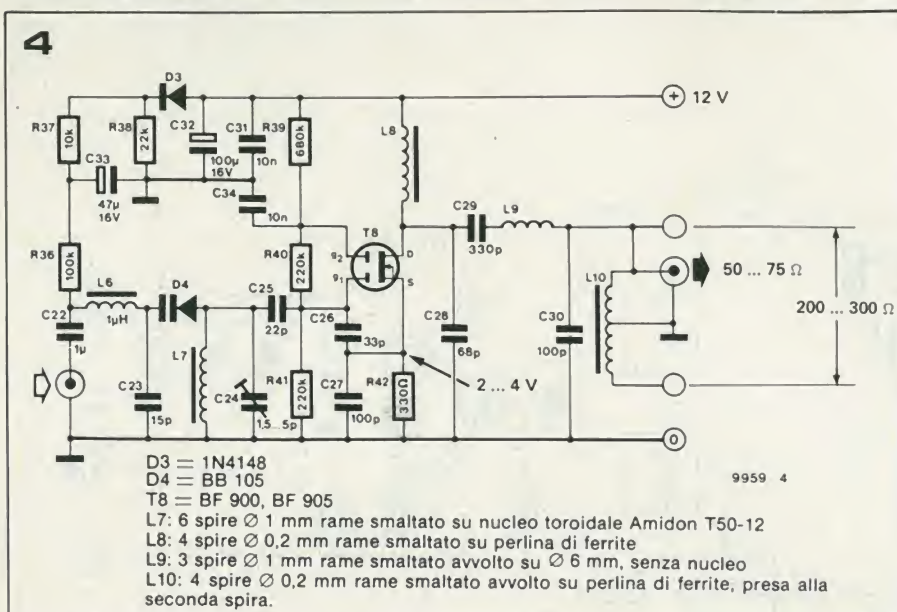 4
D3
R37
10k
R38
22k
C32
100µ
16V
C31
10n
R39
680k
+ 12 V
L8
C33
47µ
16V
C34
10n
T8
g2
g1
D
S
C29
330p
L9
R36
100k
R40
220k
L6
1µH
D4
C25
22p
C26
33p
C28
68p
L10
50 ... 75 Ω
200 ... 300 Ω
C22
1µ
L7
C30
100p
C23
15p
C24
1,5...5p
R41
220k
C27
100p
R42
330Ω
2 ... 4 V
0
D3 = 1N4148
D4 = BB 105
T8 = BF 900, BF 905
9959 4
L7: 6 spire Ø 1 mm rame smaltato su nucleo toroidale Amidon T50-12
L8: 4 spire Ø 0,2 mm rame smaltato su perlina di ferrite
L9: 3 spire Ø 1 mm rame smaltato avvolto su Ø 6 mm, senza nucleo
L10: 4 spire Ø 0,2 mm rame smaltato avvolto su perlina di ferrite, presa alla
seconda spira.